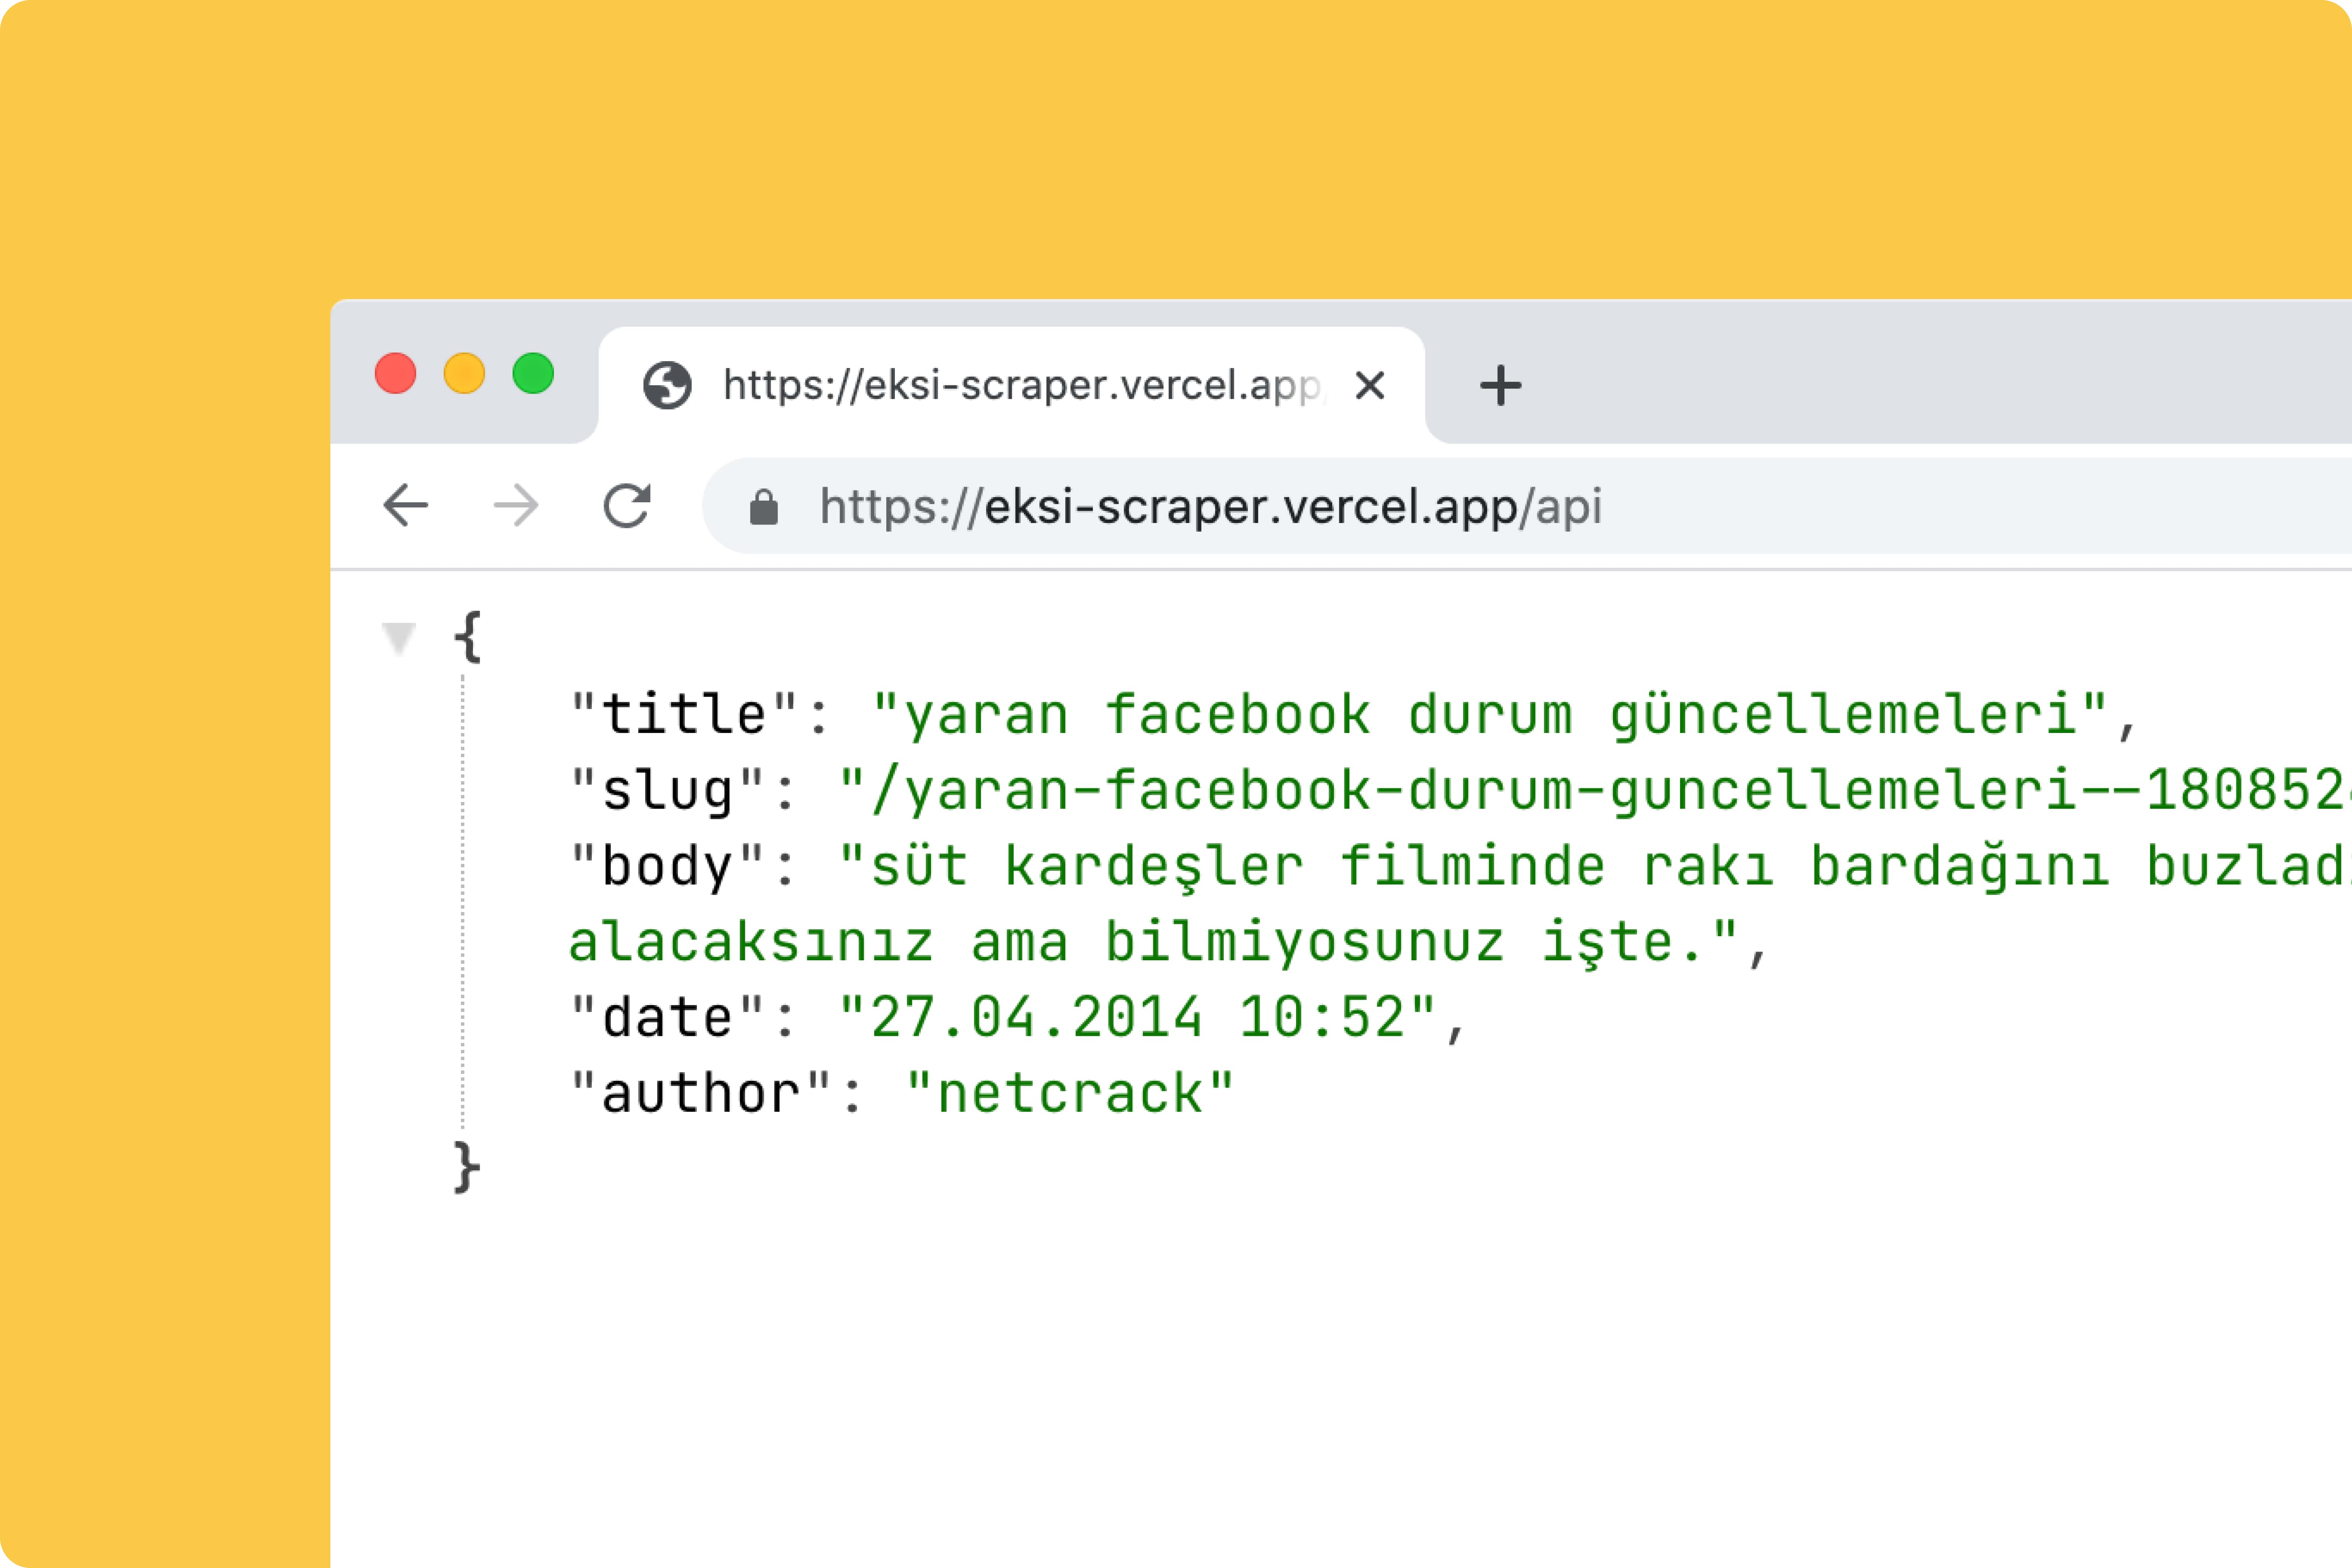 https://eksi-scraper.vercel.app
https://eksi-scraper.vercel.app/api
{
"title": "yaran facebook durum güncellemeleri",
"slug": "/yaran-facebook-durum-guncellemeleri--180852
"body": "süt kardeşler filminde rakı bardağını buzlad
alacaksınız ama bilmiyosunuz işte.",
"date": "27.04.2014 10:52",
"author": "netcrack"
}